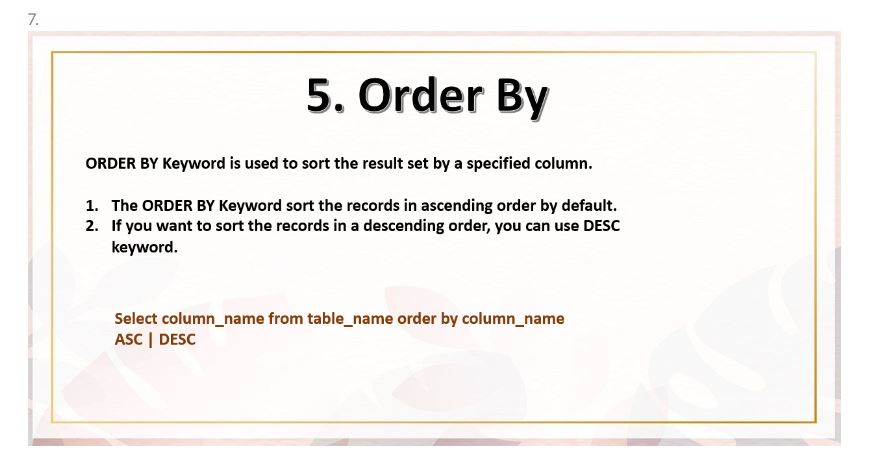 7.
5. Order By
ORDER BY Keyword is used to sort the result set by a specified column.
1. The ORDER BY Keyword sort the records in ascending order by default.
2. If you want to sort the records in a descending order, you can use DESC
keyword.
Select column_name from table_name order by column_name
ASC | DESC